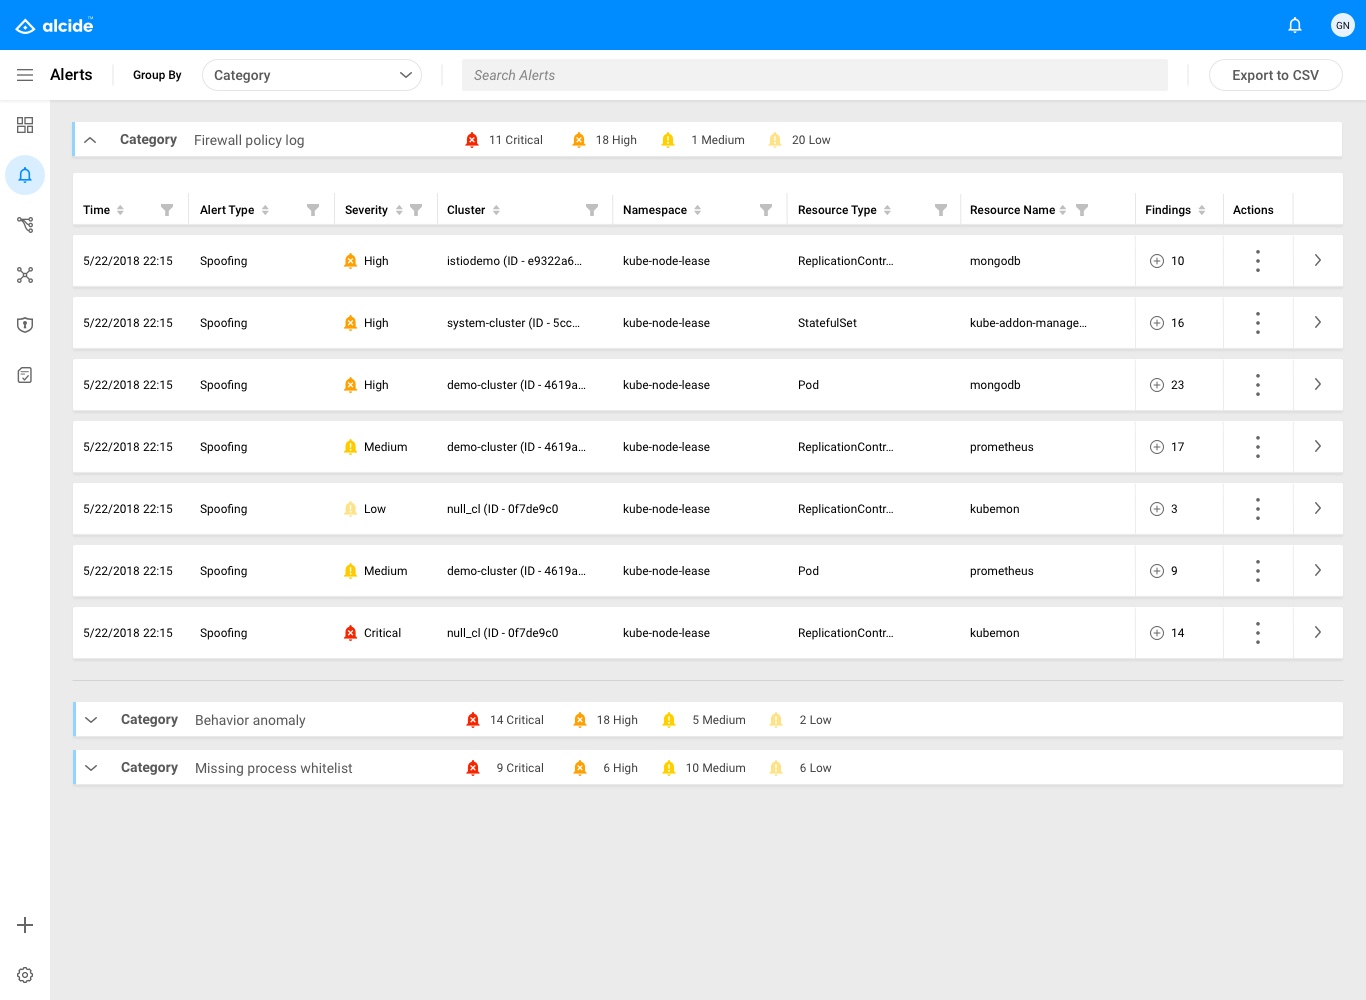 alcide™
GN
Alerts Group By Category Search Alerts Export to CSV
Category Firewall policy log 11 Critical 18 High 1 Medium 20 Low
Time Alert Type Severity Cluster Namespace Resource Type Resource Name Findings Actions
5/22/2018 22:15 Spoofing High istiodemo (ID - e9322a6... kube-node-lease ReplicationContr... mongodb 10
5/22/2018 22:15 Spoofing High system-cluster (ID - 5cc... kube-node-lease StatefulSet kube-addon-manage... 16
5/22/2018 22:15 Spoofing High demo-cluster (ID - 4619a... kube-node-lease Pod mongodb 23
5/22/2018 22:15 Spoofing Medium demo-cluster (ID - 4619a... kube-node-lease ReplicationContr... prometheus 17
5/22/2018 22:15 Spoofing Low null_cl (ID - 0f7de9c0 kube-node-lease ReplicationContr... kubemon 3
5/22/2018 22:15 Spoofing Medium demo-cluster (ID - 4619a... kube-node-lease Pod prometheus 9
5/22/2018 22:15 Spoofing Critical null_cl (ID - 0f7de9c0 kube-node-lease ReplicationContr... kubemon 14
Category Behavior anomaly 14 Critical 18 High 5 Medium 2 Low
Category Missing process whitelist 9 Critical 6 High 10 Medium 6 Low